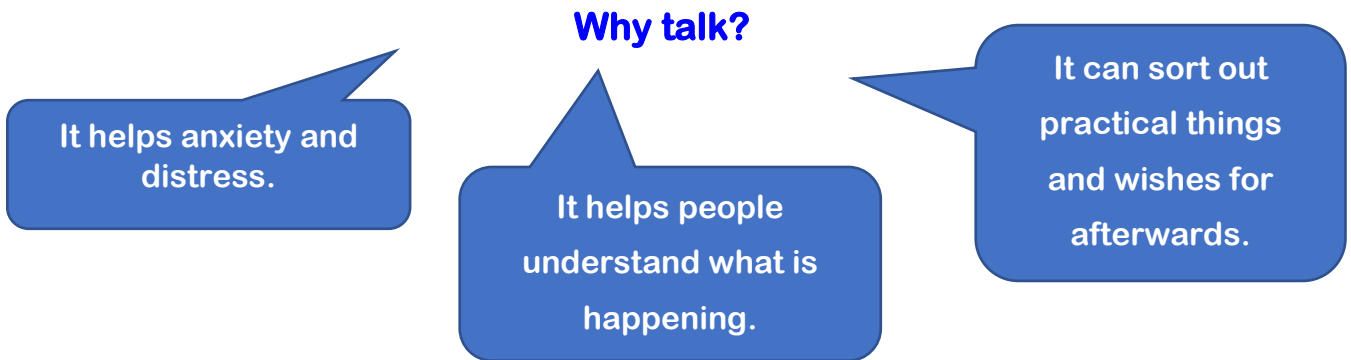 Why talk?
It helps anxiety and
distress.
It helps people
understand what is
happening.
It can sort out
practical things
and wishes for
afterwards.